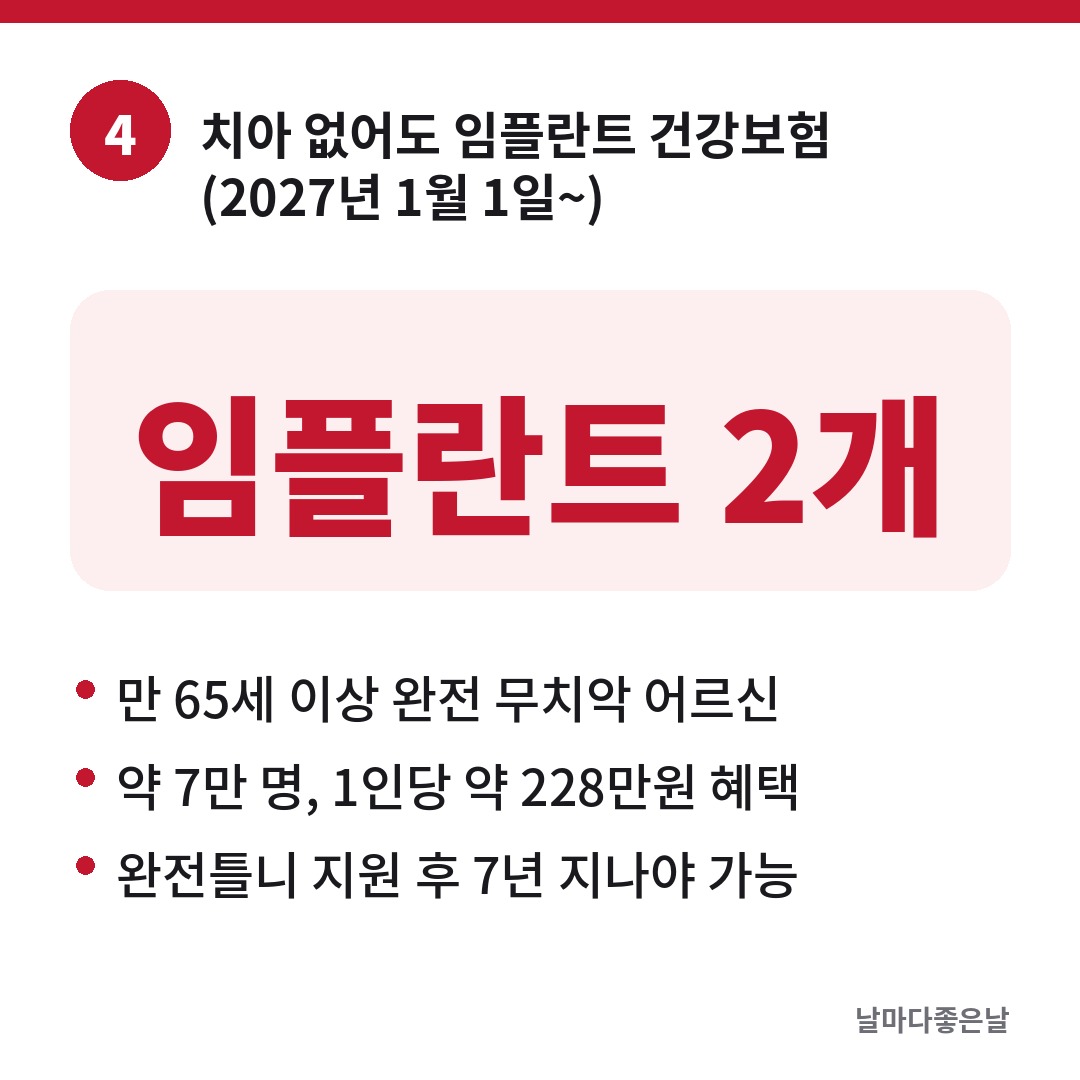 4
치아 없어도 임플란트 건강보험
(2027년 1월 1일~)
임플란트 2개
만 65세 이상 완전 무치악 어르신
약 7만 명, 1인당 약 228만원 혜택
완전틀니 지원 후 7년 지나야 가능
날마다좋은날